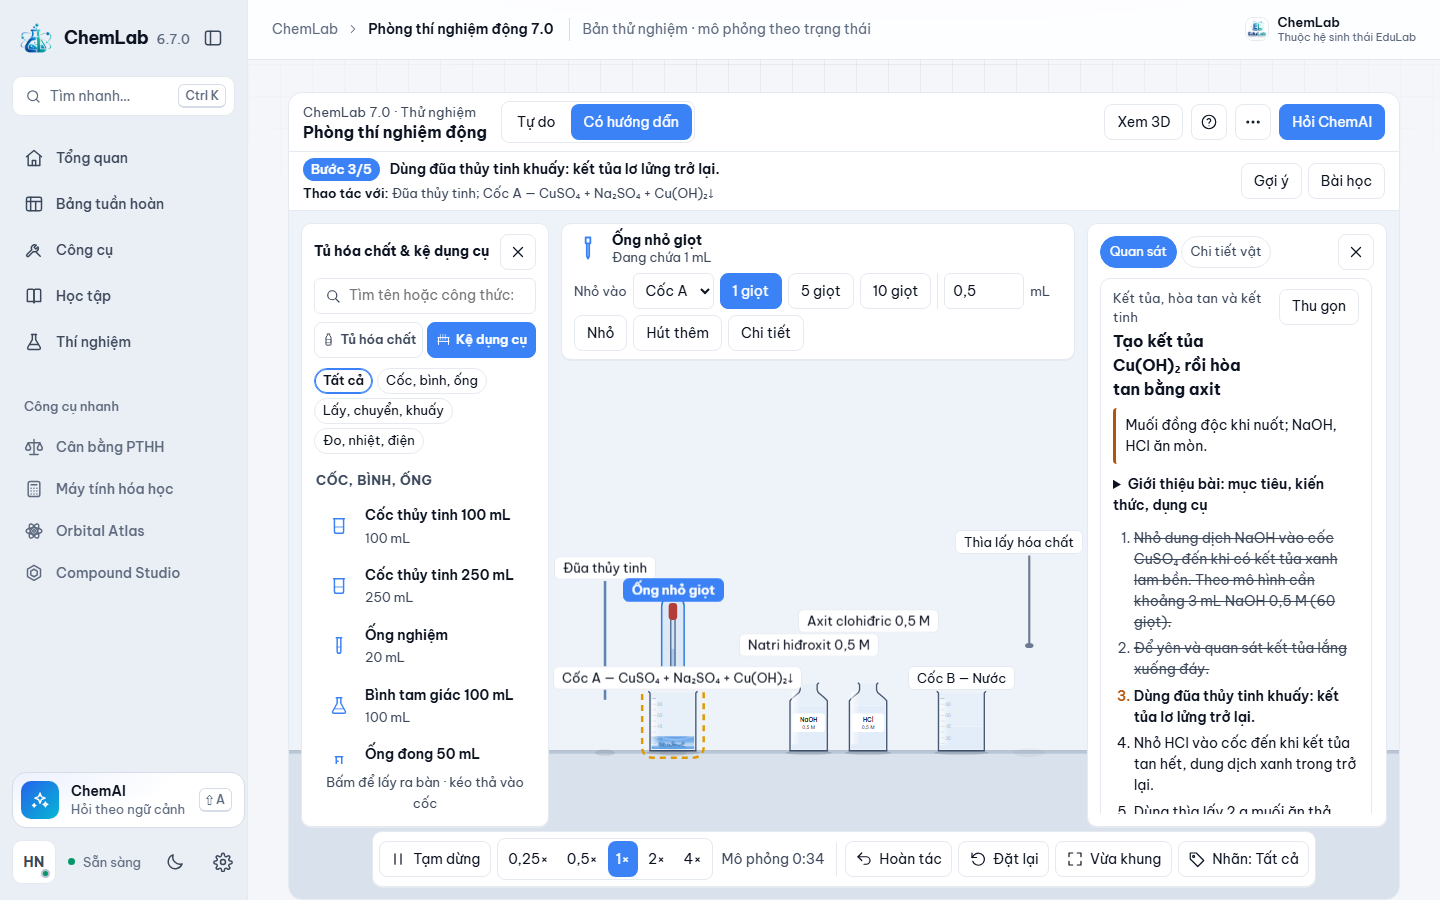 ChemLab 6.7.0
Tìm nhanh... Ctrl K
Tổng quan
Bảng tuần hoàn
Công cụ
Học tập
Thí nghiệm
Công cụ nhanh
Cân bằng PTHH
Máy tính hóa học
Orbital Atlas
Compound Studio
ChemAI
Hỏi theo ngữ cảnh
⇧ A
HN
Sẵn sàng
ChemLab › Phòng thí nghiệm động 7.0
Bản thử nghiệm · mô phỏng theo trạng thái
ChemLab
Thuộc hệ sinh thái EduLab
ChemLab 7.0 · Thử nghiệm
Phòng thí nghiệm động
Tự do Có hướng dẫn
Xem 3D
Hỏi ChemAI
Bước 3/5 Dùng đũa thủy tinh khuấy: kết tủa lơ lửng trở lại.
Thao tác với: Đũa thủy tinh; Cốc A — CuSO₄ + Na₂SO₄ + Cu(OH)₂↓
Gợi ý Bài học
Tủ hóa chất & kệ dụng cụ
Tìm tên hoặc công thức:
Tủ hóa chất Kệ dụng cụ
Tất cả Cốc, bình, ống
Lấy, chuyển, khuấy
Đo, nhiệt, điện
CỐC, BÌNH, ỐNG
Cốc thủy tinh 100 mL
100 mL
Cốc thủy tinh 250 mL
250 mL
Ống nghiệm
20 mL
Bình tam giác 100 mL
100 mL
Ống đong 50 mL
Bấm để lấy ra bàn · kéo thả vào
cốc
Ống nhỏ giọt
Đang chứa 1 mL
Nhỏ vào Cốc A 1 giọt 5 giọt 10 giọt 0,5 mL
Nhỏ Hút thêm Chi tiết
Thìa lấy hóa chất
Đũa thủy tinh
Ống nhỏ giọt
Axit clohiđric 0,5 M
Natri hiđroxit 0,5 M
Cốc A — CuSO₄ + Na₂SO₄ + Cu(OH)₂↓
Cốc B — Nước
NaOH
0.5 M
HCl
0.5 M
Quan sát Chi tiết vật
Kết tủa, hòa tan và kết
tinh
Thu gọn
Tạo kết tủa
Cu(OH)₂ rồi hòa
tan bằng axit
Muối đồng độc khi nuốt; NaOH,
HCl ăn mòn.
Giới thiệu bài: mục tiêu, kiến
thức, dụng cụ
1. Nhỏ dung dịch NaOH vào cốc
CuSO₄ đến khi có kết tủa xanh
lam bền. Theo mô hình cần
khoảng 3 mL NaOH 0,5 M (60
giọt).
2. Để yên và quan sát kết tủa lắng
xuống đáy.
3. Dùng đũa thủy tinh khuấy: kết
tủa lơ lửng trở lại.
4. Nhỏ HCl vào cốc đến khi kết tủa
tan hết, dung dịch xanh trong trở
lại.
5. Dùng thìa lấy 2 g muối ăn thả
Tạm dừng
0,25× 0,5× 1× 2× 4×
Mô phỏng 0:34
Hoàn tác
Đặt lại
Vừa khung
Nhãn: Tất cả